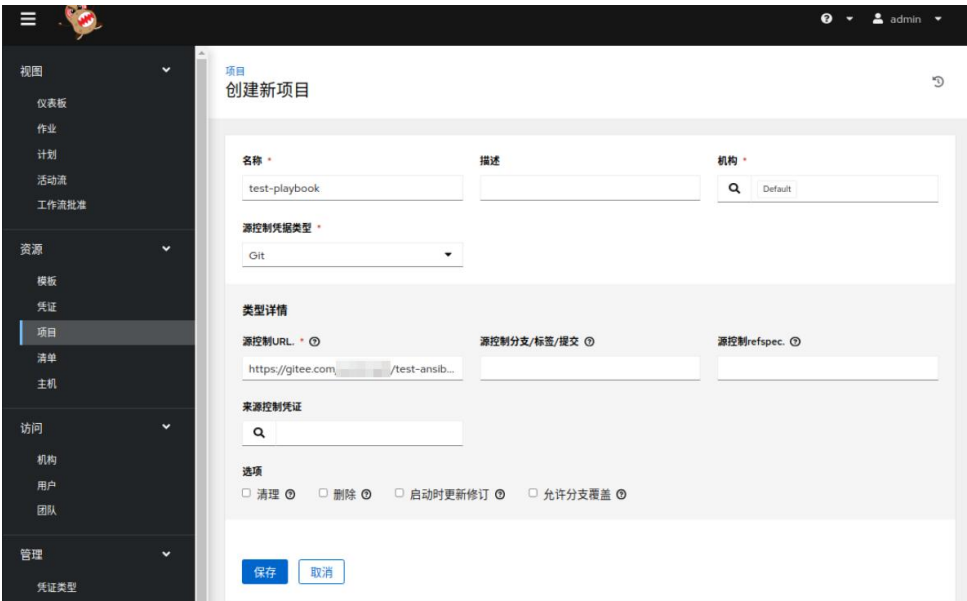 admin
视图
仪表板
作业
计划
活动流
工作流批准
资源
模板
凭证
项目
清单
主机
访问
机构
用户
团队
管理
凭证类型
项目
创建新项目
名称 * 描述 机构 *
test-playbook Default
源控制凭据类型 *
Git
类型详情
源控制URL. * 源控制分支/标签/提交 源控制refspec.
https://gitee.com/ /test-ansib...
来源控制凭证
选项
清理 删除 启动时更新修订 允许分支覆盖
保存 取消